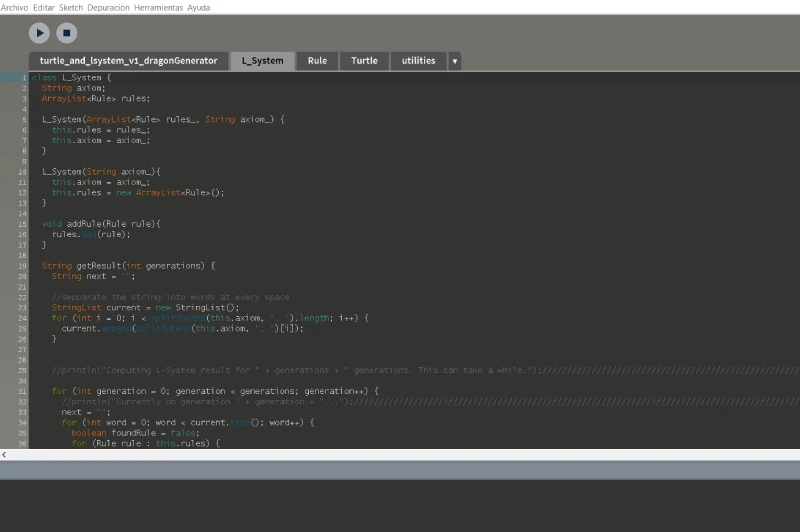 Archivo Editar Sketch Depuración Herramientas Ayuda
turtle_and_lsystem_v1_dragonGenerator L_System Rule Turtle utilities ▼
1 class L_System {
2 String axiom;
3 ArrayList<Rule> rules;
4
5 L_System(ArrayList<Rule> rules_, String axiom_) {
6 this.rules = rules_;
7 this.axiom = axiom_;
8 }
9
10 L_System(String axiom_){
11 this.axiom = axiom_;
12 this.rules = new ArrayList<Rule>();
13 }
14
15 void addRule(Rule rule){
16 rules.add(rule);
17 }
18
19 String getResult(int generations) {
20 String next = "";
21
22 //sepparate the string into words at every space
23 StringList current = new StringList();
24 for (int i = 0; i < splitTokens(this.axiom, ", ").length; i++) {
25 current.append(splitTokens(this.axiom, ", ")[i]);
26 }
27
28
29 //println("Computing L-System result for " + generations + " generations. This can take a while.");////////////////////////////////////////////////////
30
31 for (int generation = 0; generation < generations; generation++) {
32 //println("Currently on generation " + generation + "...");////////////////////////////////////////////////////////////////////////////////////////
33 next = "";
34 for (int word = 0; word < current.size(); word++) {
35 boolean foundRule = false;
36 for (Rule rule : this.rules) {